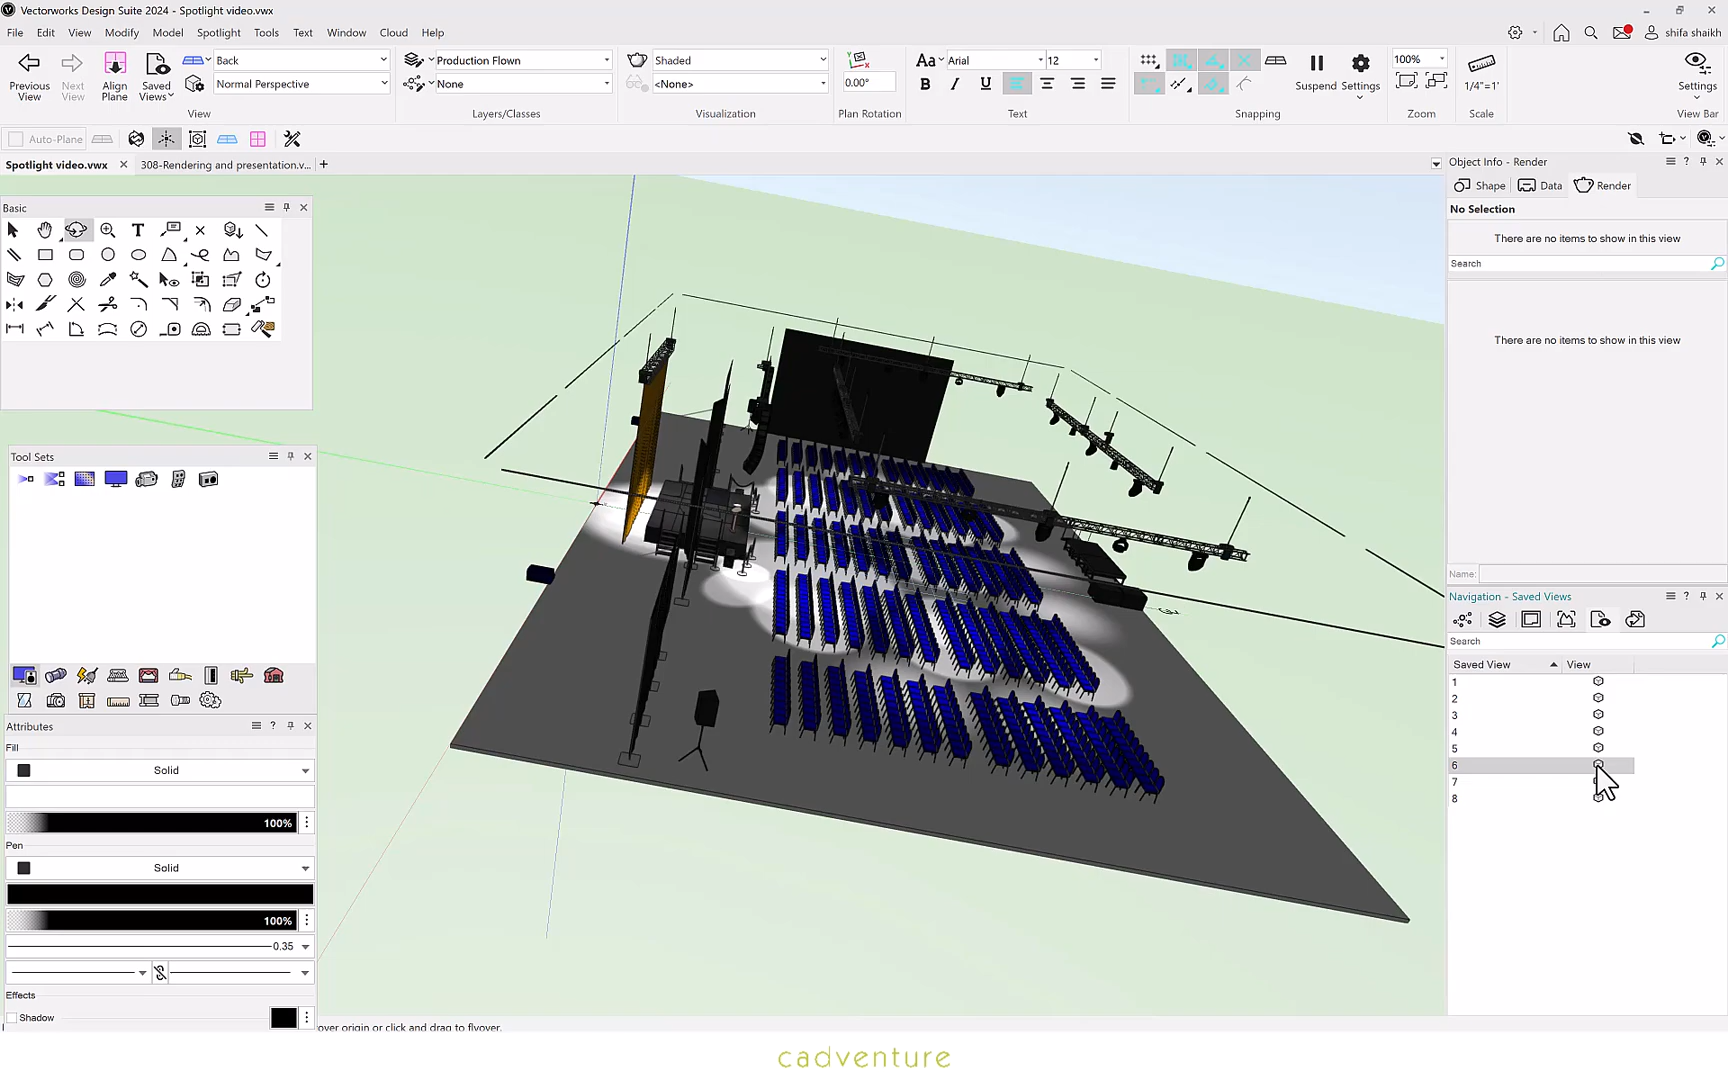 Vectorworks Design Suite 2024 - Spotlight video.vwx
File Edit View Modify Model Spotlight Tools Text Window Cloud Help
shifa shaikh
Back
Production Flown
Shaded
Aa Arial 12
100%
Previous View
Next View
Align Plane
Saved Views
Normal Perspective
None
<None>
0.00°
B I U
Suspend
Settings
1/4"=1'
Settings
View
Layers/Classes
Visualization
Plan Rotation
Text
Snapping
Zoom
Scale
View Bar
Auto-Plane
Spotlight video.vwx
308-Rendering and presentation.v...
Object Info - Render
Shape Data Render
No Selection
There are no items to show in this view
Search
There are no items to show in this view
Name:
Basic
T
Tool Sets
Attributes
Fill
Solid
100%
Pen
Solid
100%
0.35
Effects
Shadow
over origin or click and drag to flyover.
Navigation - Saved Views
Search
Saved View View
1
2
3
4
5
6
7
8
cadventure